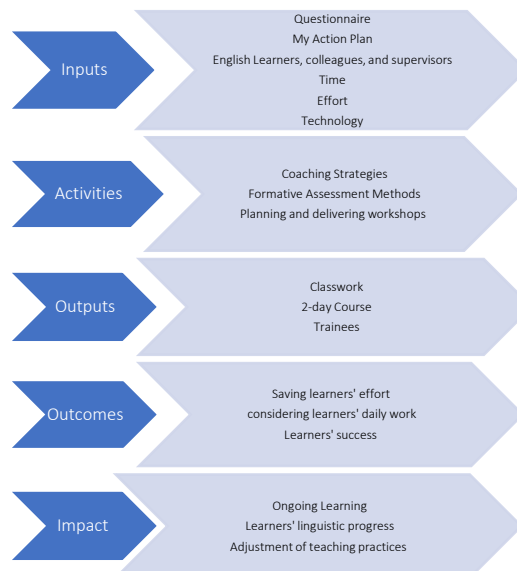 Inputs
Questionnaire
My Action Plan
English Learners, colleagues, and supervisors
Time
Effort
Technology
Activities
Coaching Strategies
Formative Assessment Methods
Planning and delivering workshops
Outputs
Classwork
2-day Course
Trainees
Outcomes
Saving learners' effort
considering learners' daily work
Learners' success
Impact
Ongoing Learning
Learners' linguistic progress
Adjustment of teaching practices